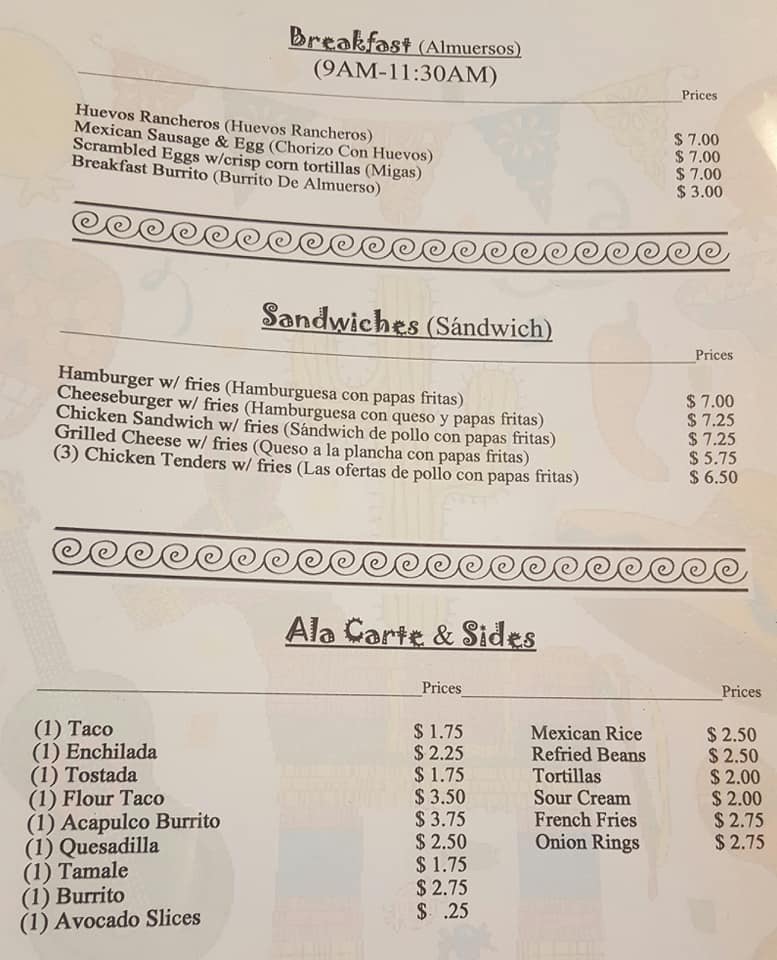 Breakfast (Almuersos)
(9AM-11:30AM)
Prices
Huevos Rancheros (Huevos Rancheros) $ 7.00
Mexican Sausage & Egg (Chorizo Con Huevos) $ 7.00
Scrambled Eggs w/crisp corn tortillas (Migas) $ 7.00
Breakfast Burrito (Burrito De Almuerso) $ 3.00
Sandwiches (Sándwich)
Prices
Hamburger w/ fries (Hamburguesa con papas fritas) $ 7.00
Cheeseburger w/ fries (Hamburguesa con queso y papas fritas) $ 7.25
Chicken Sandwich w/ fries (Sándwich de pollo con papas fritas) $ 7.25
Grilled Cheese w/ fries (Queso a la plancha con papas fritas) $ 5.75
(3) Chicken Tenders w/ fries (Las ofertas de pollo con papas fritas) $ 6.50
Ala Carte & Sides
Prices Prices
(1) Taco $ 1.75 Mexican Rice $ 2.50
(1) Enchilada $ 2.25 Refried Beans $ 2.50
(1) Tostada $ 1.75 Tortillas $ 2.00
(1) Flour Taco $ 3.50 Sour Cream $ 2.00
(1) Acapulco Burrito $ 3.75 French Fries $ 2.75
(1) Quesadilla $ 2.50 Onion Rings $ 2.75
(1) Tamale $ 1.75
(1) Burrito $ 2.75
(1) Avocado Slices $ .25